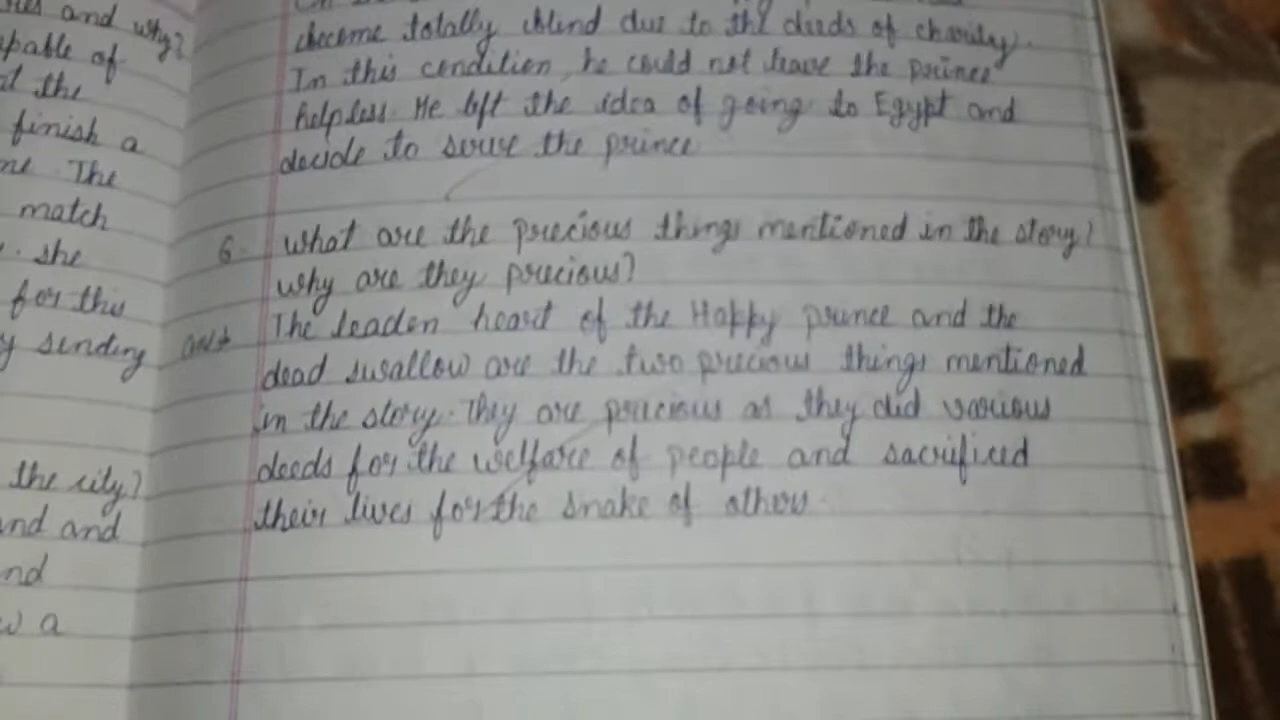 and why?
pable of
t the
finish a
me. The
match
. she
for this
y sending
the city?
and and
nd
w a
become totally blind due to the deeds of charity.
In this condition, he could not leave the prince
helpless. He left the idea of going to Egypt and
decide to serve the prince
6. What are the precious things mentioned in the story?
why are they precious?
ans The leaden heart of the Happy prince and the
dead swallow are the two precious things mentioned
in the story. They are precious as they did various
deeds for the welfare of people and sacrificed
their lives for the snake of others.